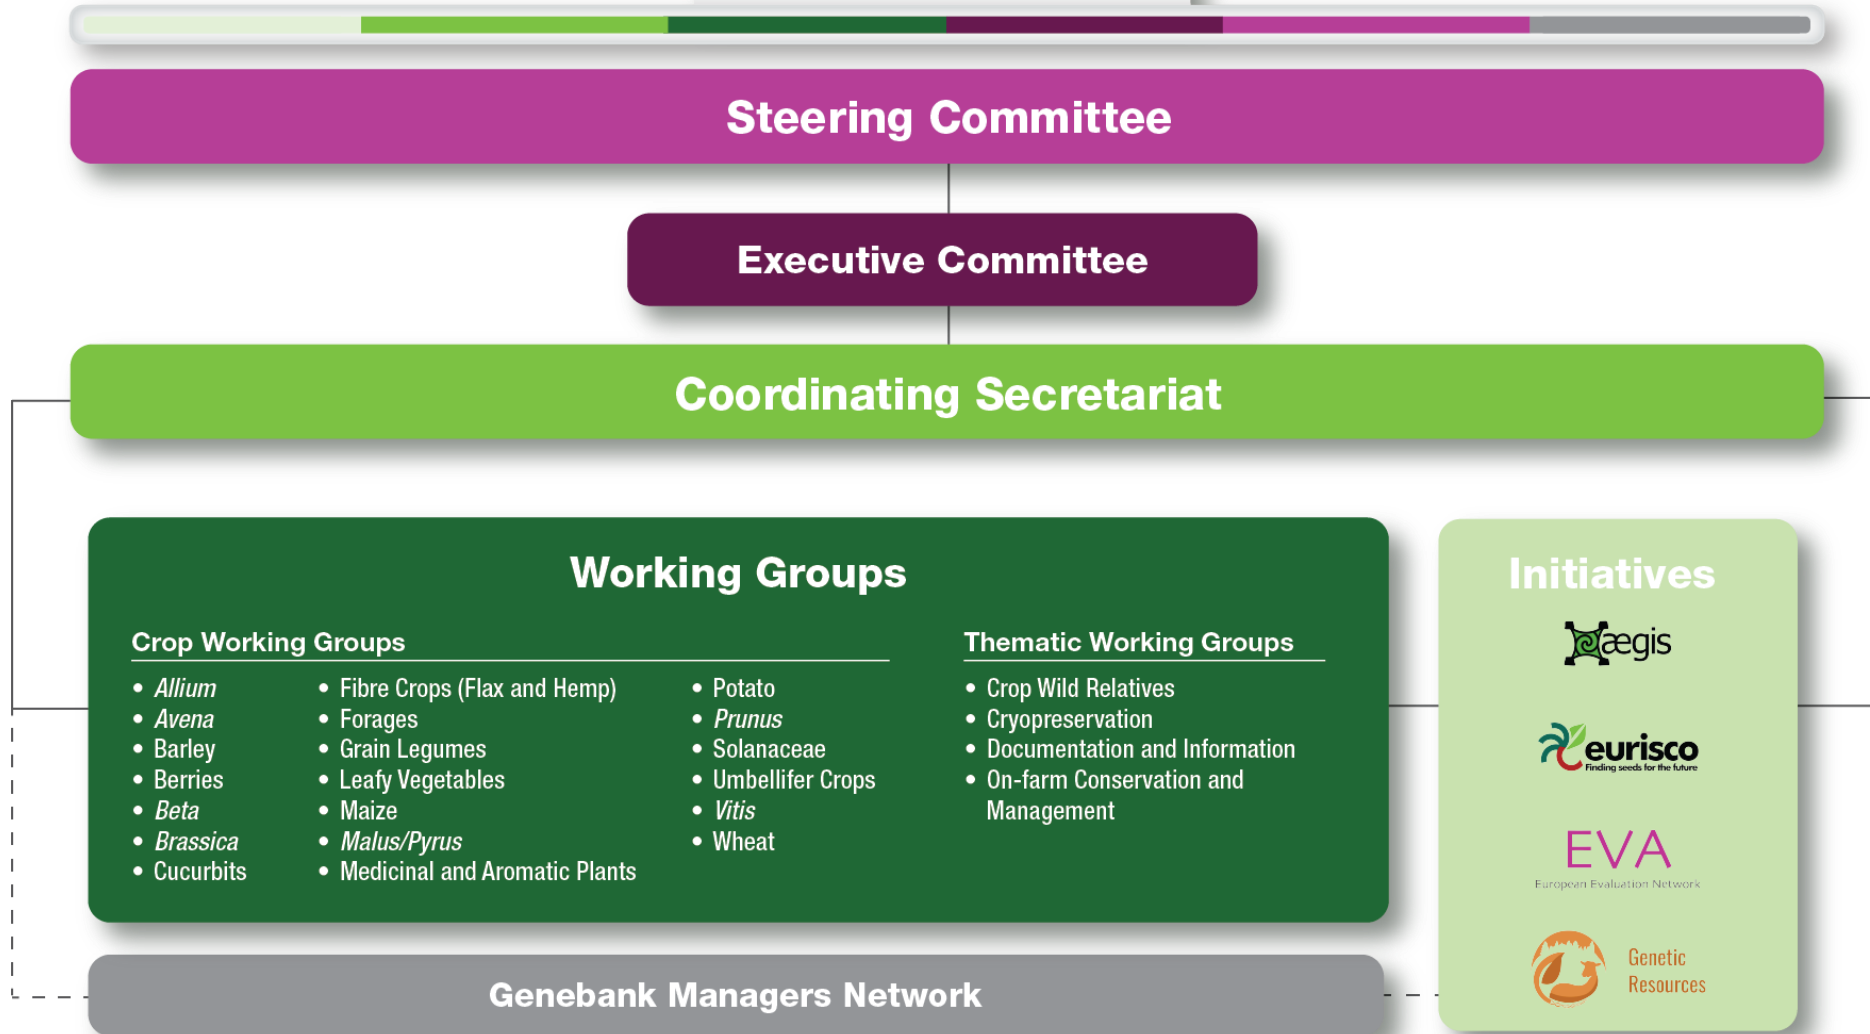 Steering Committee
Executive Committee
Coordinating Secretariat
Working Groups
Crop Working Groups
• Allium
• Avena
• Barley
• Berries
• Beta
• Brassica
• Cucurbits
• Fibre Crops (Flax and Hemp)
• Forages
• Grain Legumes
• Leafy Vegetables
• Maize
• Malus/Pyrus
• Medicinal and Aromatic Plants
• Potato
• Prunus
• Solanaceae
• Umbellifer Crops
• Vitis
• Wheat
Thematic Working Groups
• Crop Wild Relatives
• Cryopreservation
• Documentation and Information
• On-farm Conservation and
Management
Initiatives
ægis
eurisco
Finding seeds for the future
EVA
European Evaluation Network
Genetic
Resources
Genebank Managers Network